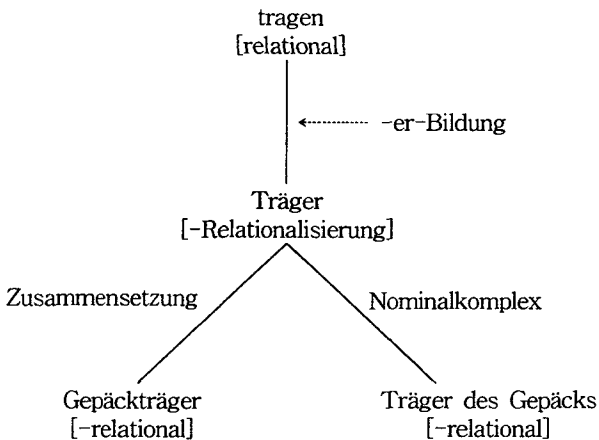 tragen
[relational]
-er-Bildung
Träger
[-Relationalisierung]
Zusammensetzung
Nominalkomplex
Gepäckträger
[-relational]
Träger des Gepäcks
[-relational]